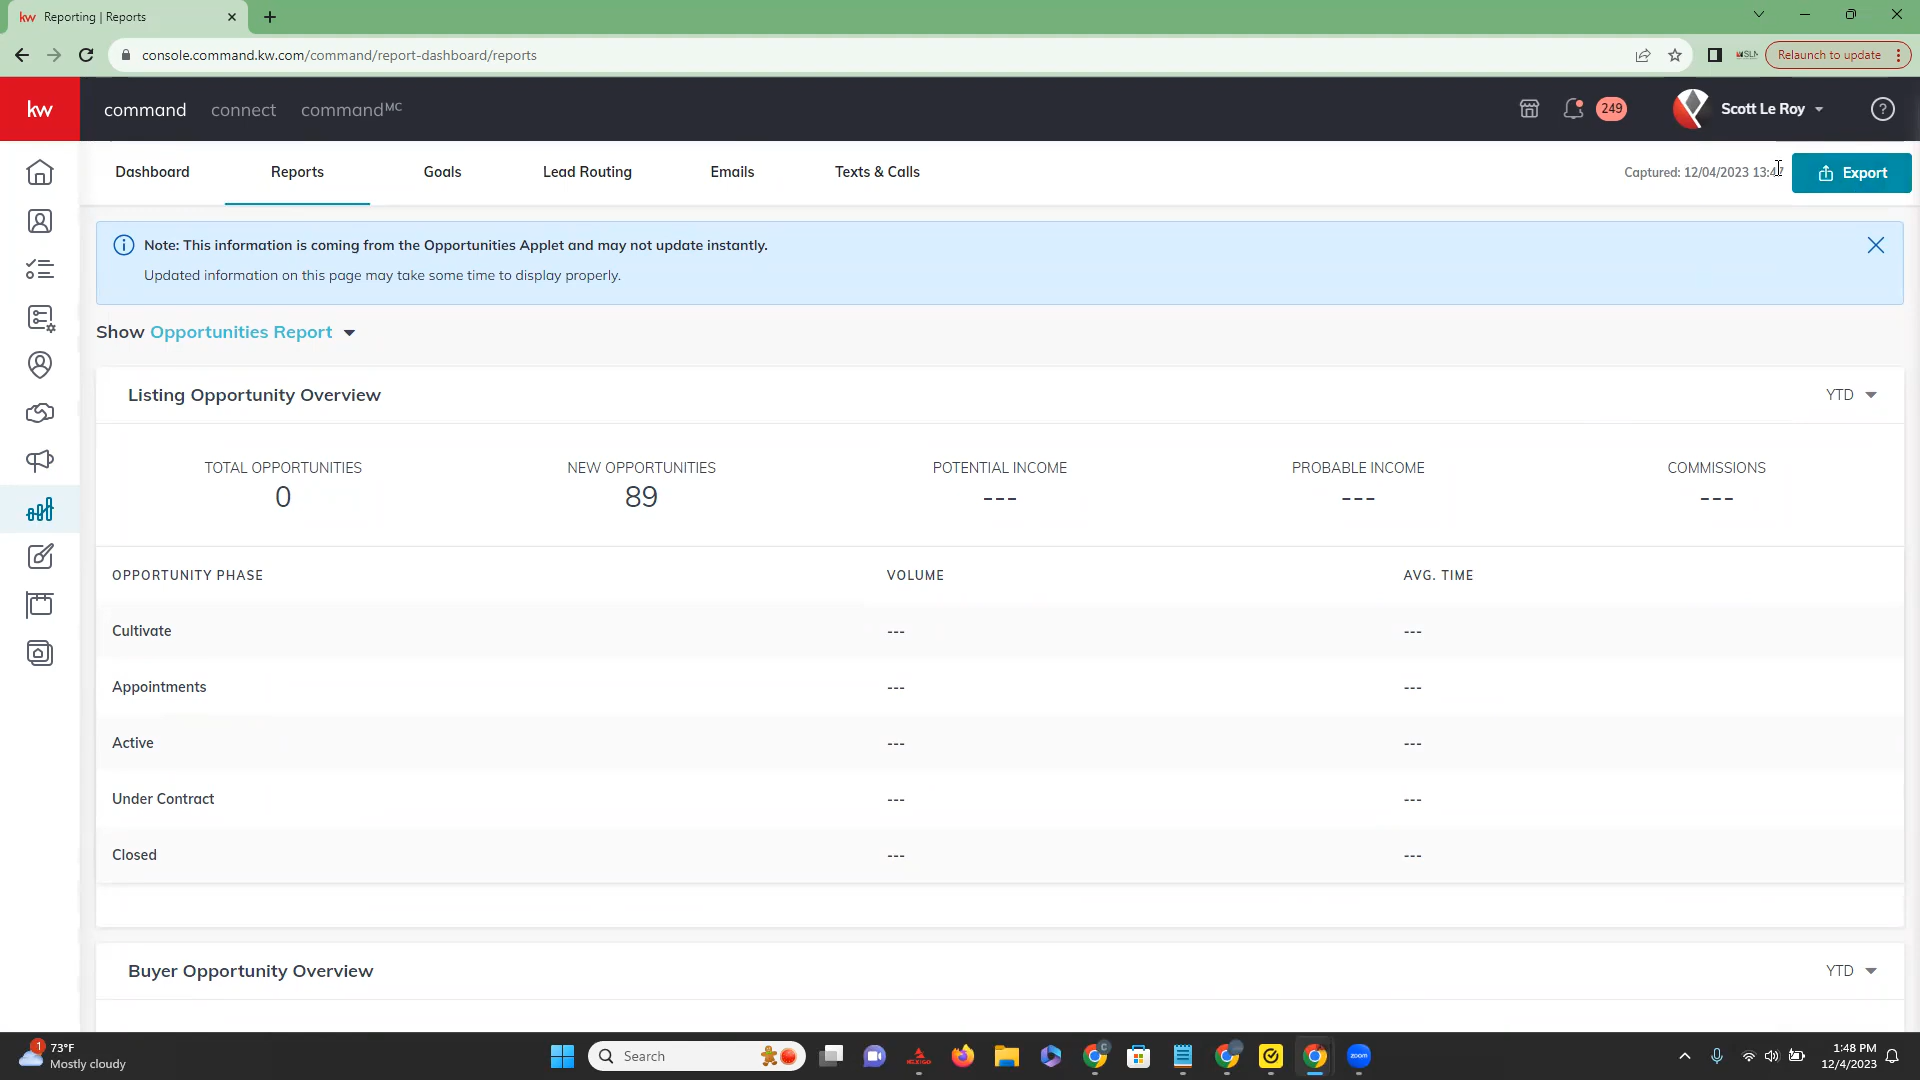 kw Reporting | Reports
console.command.kw.com/command/report-dashboard/reports
Relaunch to update
kw command connect commandMC 249 Scott Le Roy
Dashboard Reports Goals Lead Routing Emails Texts & Calls Captured: 12/04/2023 13:47 Export
Note: This information is coming from the Opportunities Applet and may not update instantly.
Updated information on this page may take some time to display properly.
Show Opportunities Report
Listing Opportunity Overview YTD
TOTAL OPPORTUNITIES NEW OPPORTUNITIES POTENTIAL INCOME PROBABLE INCOME COMMISSIONS
0 89 --- --- ---
OPPORTUNITY PHASE VOLUME AVG. TIME
Cultivate --- ---
Appointments --- ---
Active --- ---
Under Contract --- ---
Closed --- ---
Buyer Opportunity Overview YTD
1 73°F
Mostly cloudy
Search
zoom
1:48 PM
12/4/2023